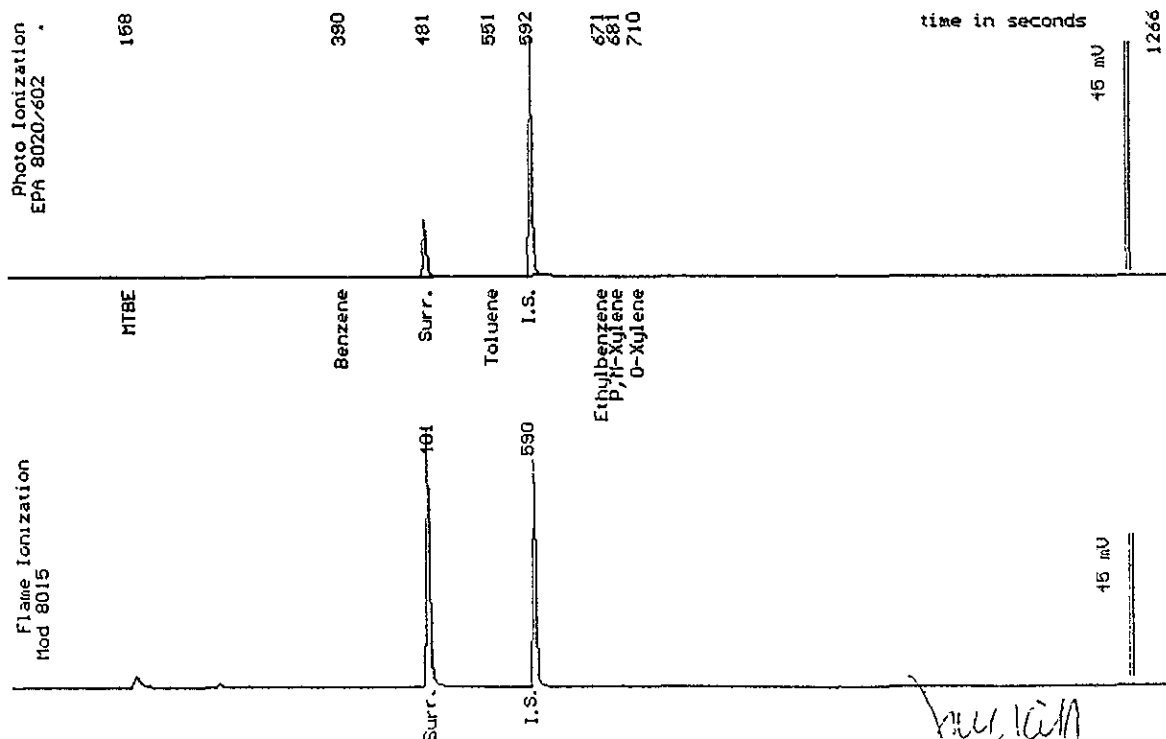 Photo Ionization
EPA 8020/602
time in seconds
158
390
481
551
592
671
681
710
1266
45 mV
MTBE
Benzene
Surr.
Toluene
I.S.
Ethylbenzene
P,M-Xylene
O-Xylene
Flame Ionization
Mod 8015
590
45 mV
Surr.
I.S.